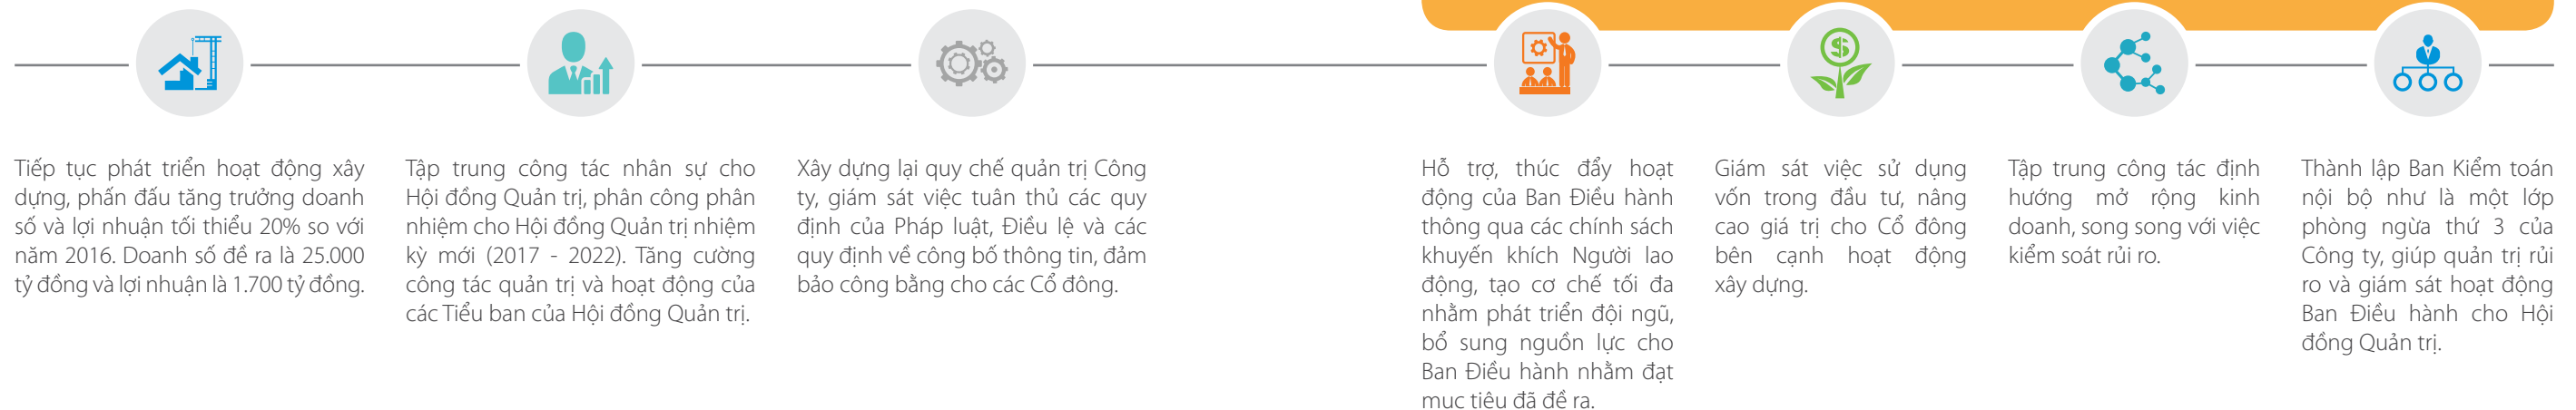 Tiếp tục phát triển hoạt động xây
dựng, phấn đấu tăng trưởng doanh
số và lợi nhuận tối thiểu 20% so với
năm 2016. Doanh số đề ra là 25.000
tỷ đồng và lợi nhuận là 1.700 tỷ đồng.
Tập trung công tác nhân sự cho
Hội đồng Quản trị, phân công phân
nhiệm cho Hội đồng Quản trị nhiệm
kỳ mới (2017 - 2022). Tăng cường
công tác quản trị và hoạt động của
các Tiểu ban của Hội đồng Quản trị.
Xây dựng lại quy chế quản trị Công
ty, giám sát việc tuân thủ các quy
định của Pháp luật, Điều lệ và các
quy định về công bố thông tin, đảm
bảo công bằng cho các Cổ đông.
Hỗ trợ, thúc đẩy hoạt
động của Ban Điều hành
thông qua các chính sách
khuyến khích Người lao
động, tạo cơ chế tối đa
nhằm phát triển đội ngũ,
bổ sung nguồn lực cho
Ban Điều hành nhằm đạt
mục tiêu đã đề ra.
Giám sát việc sử dụng
vốn trong đầu tư, nâng
cao giá trị cho Cổ đông
bên cạnh hoạt động
xây dựng.
Tập trung công tác định
hướng mở rộng kinh
doanh, song song với việc
kiểm soát rủi ro.
Thành lập Ban Kiểm toán
nội bộ như là một lớp
phòng ngừa thứ 3 của
Công ty, giúp quản trị rủi
ro và giám sát hoạt động
Ban Điều hành cho Hội
đồng Quản trị.